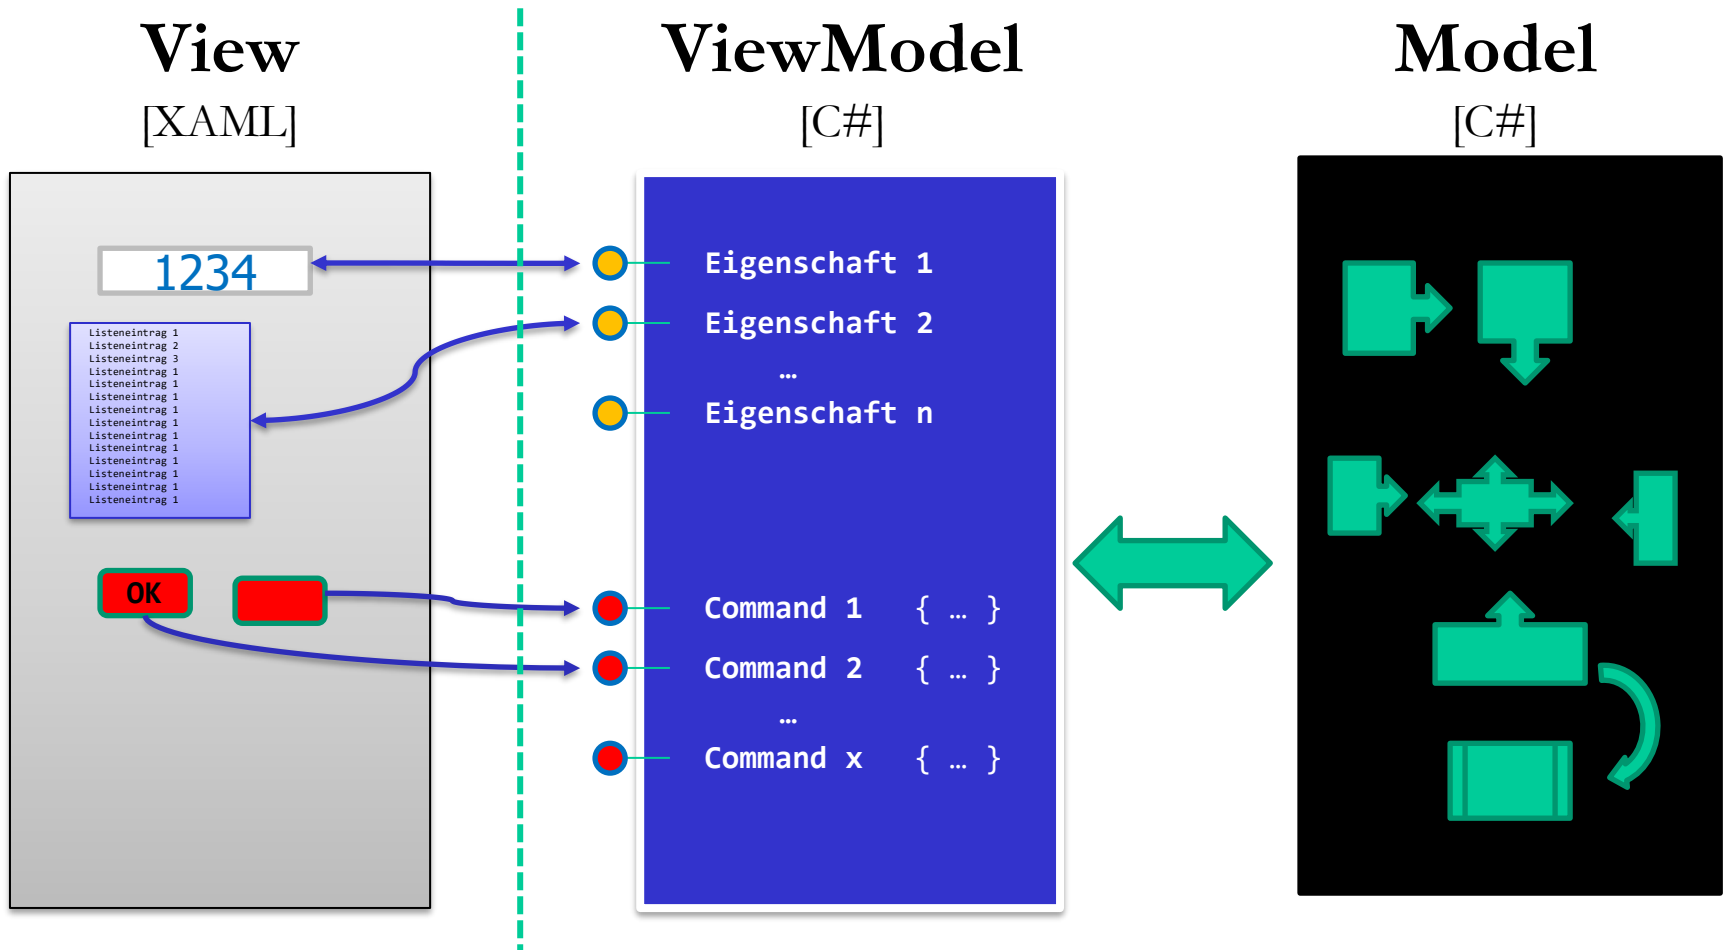 View
[XAML]
1234
Listeneintrag 1
Listeneintrag 2
Listeneintrag 3
Listeneintrag 1
Listeneintrag 1
Listeneintrag 1
Listeneintrag 1
Listeneintrag 1
Listeneintrag 1
Listeneintrag 1
Listeneintrag 1
Listeneintrag 1
Listeneintrag 1
Listeneintrag 1
OK
ViewModel
[C#]
Eigenschaft 1
Eigenschaft 2
…
Eigenschaft n
Command 1 { … }
Command 2 { … }
…
Command x { … }
Model
[C#]